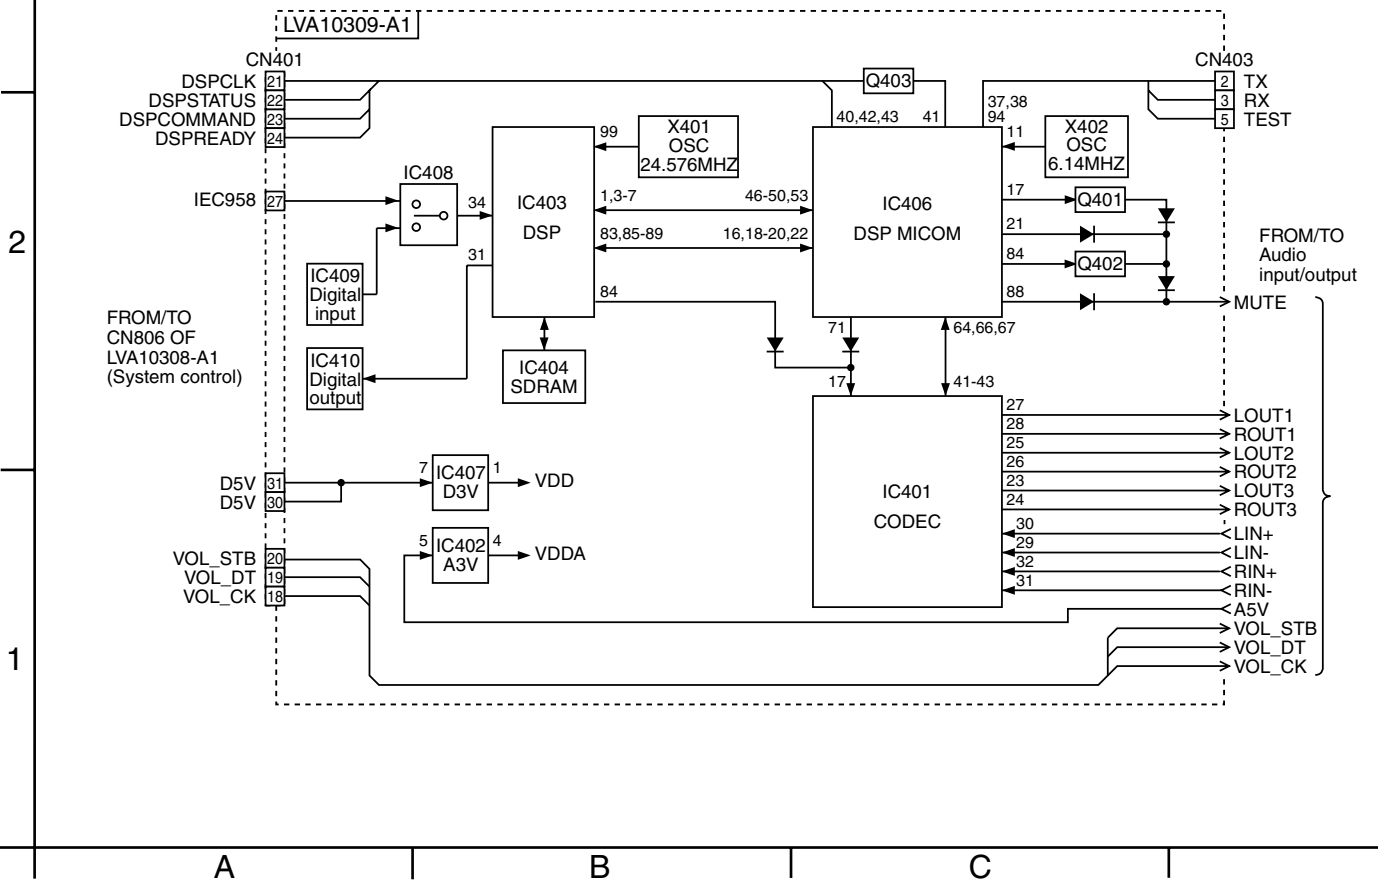 LVA10309-A1
CN401
CN403
DSPCLK 21
DSPSTATUS 22
DSPCOMMAND 23
DSPREADY 24
Q403
2 TX
3 RX
5 TEST
40,42,43
41
37,38
94
11
99
X401
OSC
24.576MHZ
X402
OSC
6.14MHZ
IEC958 27
IC408
34
31
IC403
DSP
1,3-7
46-50,53
83,85-89
16,18-20,22
84
IC406
DSP MICOM
17
Q401
21
84
Q402
88
MUTE
FROM/TO
Audio
input/output
2
IC409
Digital
input
IC410
Digital
output
FROM/TO
CN806 OF
LVA10308-A1
(System control)
IC404
SDRAM
71
64,66,67
17
41-43
IC401
CODEC
27
LOUT1
28
ROUT1
25
LOUT2
26
ROUT2
23
LOUT3
24
ROUT3
30
LIN+
29
LIN-
32
RIN+
31
RIN-
A5V
VOL_STB
VOL_DT
VOL_CK
D5V 31
D5V 30
7
IC407
D3V
1
VDD
5
IC402
A3V
4
VDDA
VOL_STB 20
VOL_DT 19
VOL_CK 18
1
A
B
C